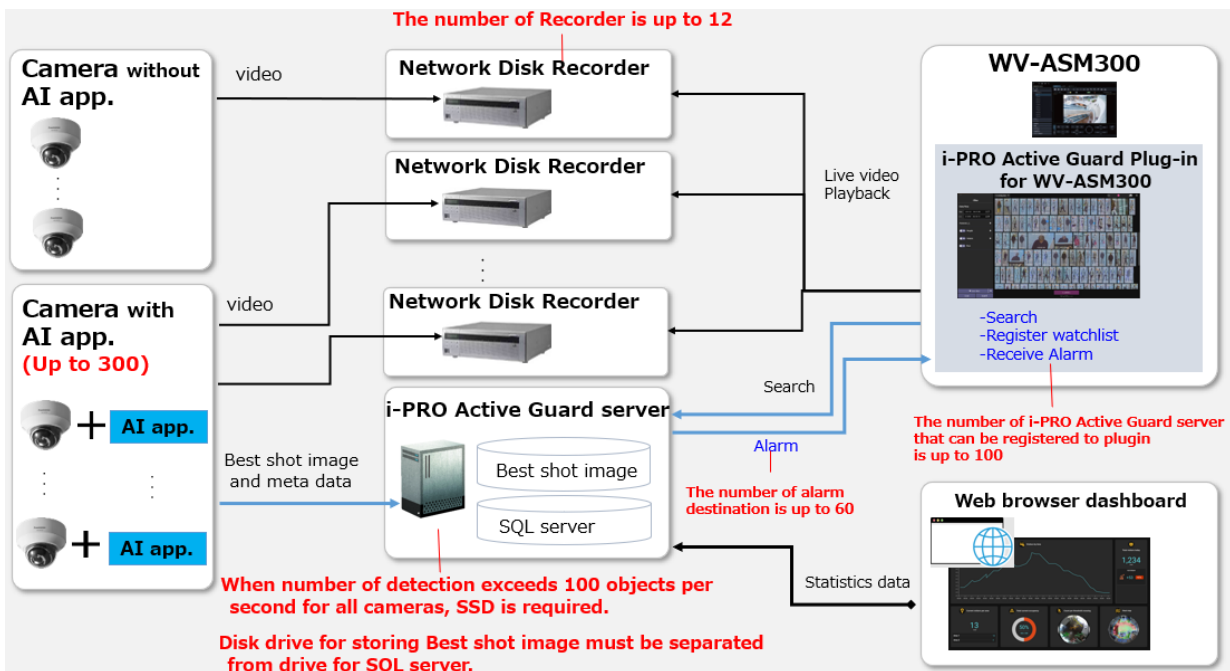 The number of Recorder is up to 12
Camera without
AI app.
video
Network Disk Recorder
Network Disk Recorder
Network Disk Recorder
Camera with
AI app.
(Up to 300)
video
+ AI app.
+ AI app.
Best shot image
and meta data
i-PRO Active Guard server
Best shot image
SQL server
When number of detection exceeds 100 objects per
second for all cameras, SSD is required.
Disk drive for storing Best shot image must be separated
from drive for SQL server.
Live video
Playback
Search
Alarm
The number of alarm
destination is up to 60
Statistics data
WV-ASM300
i-PRO Active Guard Plug-in
for WV-ASM300
-Search
-Register watchlist
-Receive Alarm
The number of i-PRO Active Guard server
that can be registered to plugin
is up to 100
Web browser dashboard
1,234
13
50%